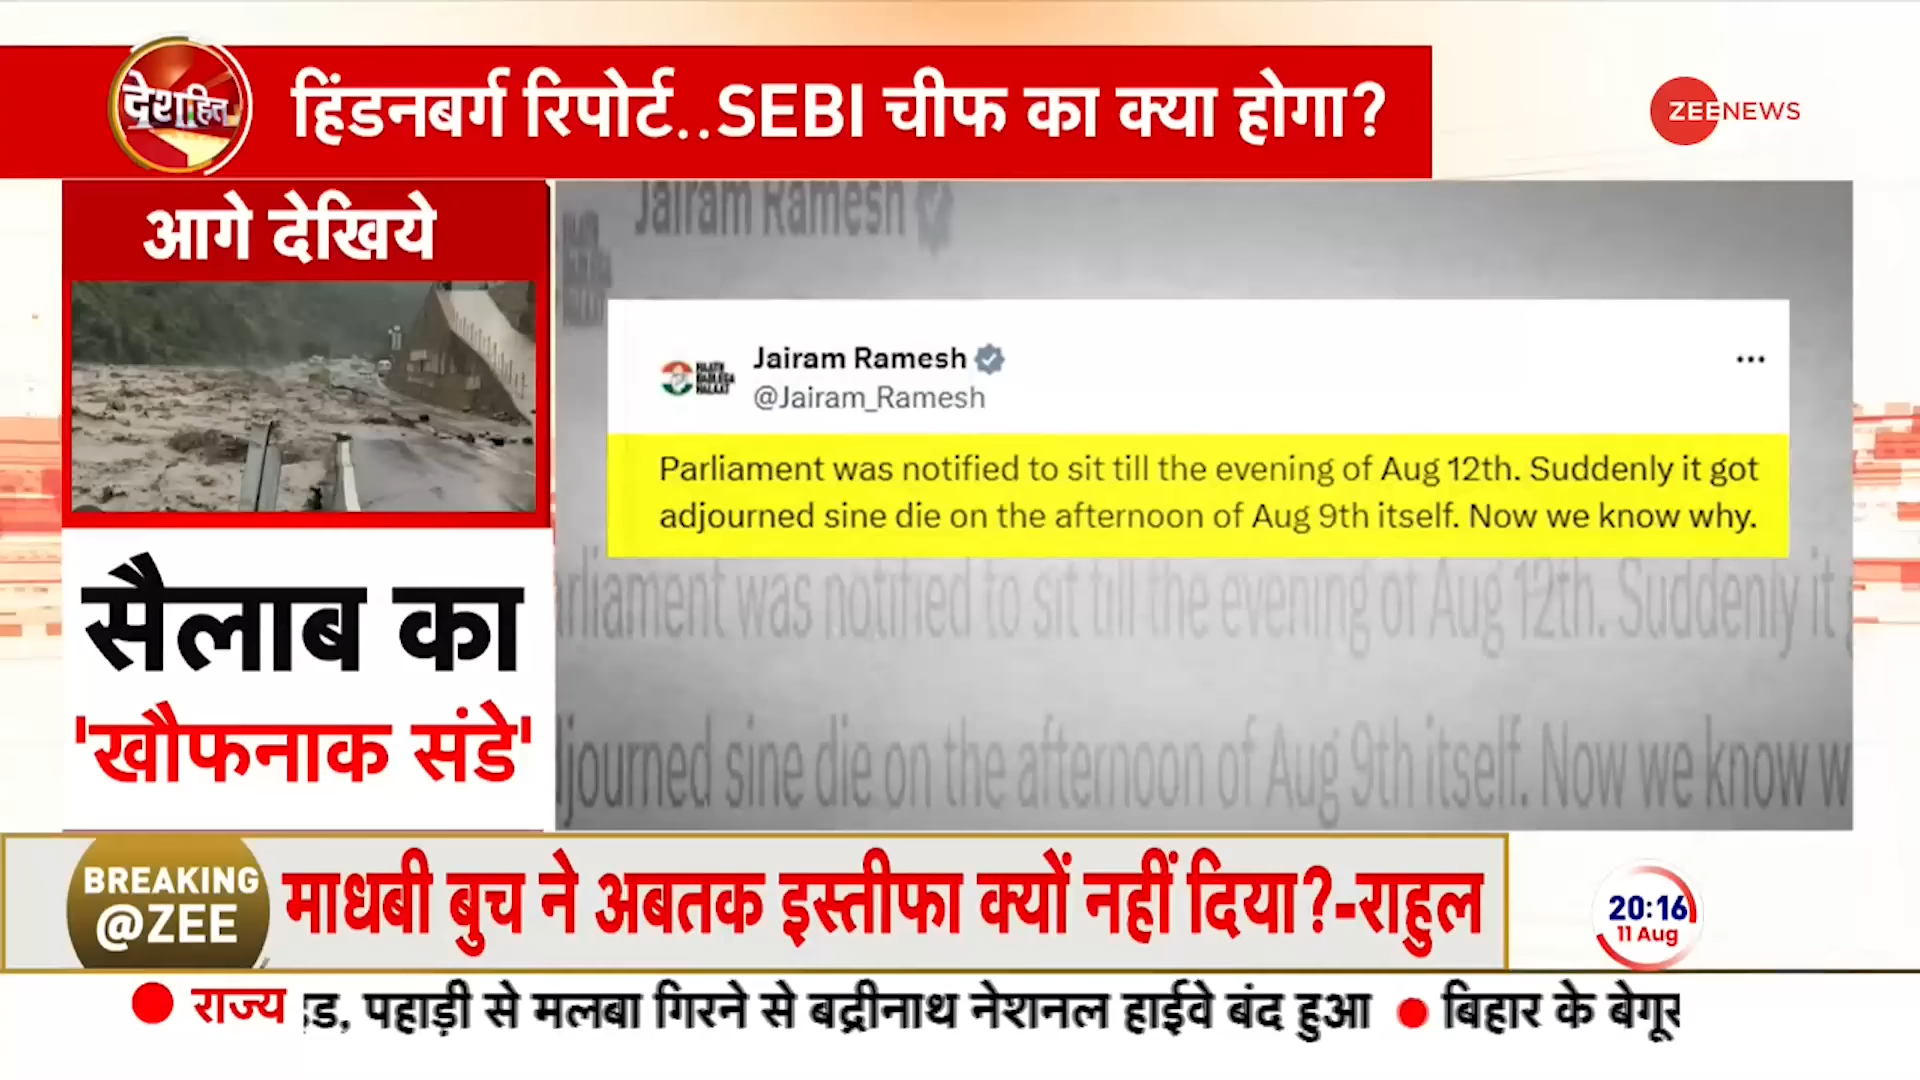 देशहित
हिंडनबर्ग रिपोर्ट..SEBI चीफ का क्या होगा?
ZEENEWS
आगे देखिये
सैलाब का
'खौफनाक संडे'
Jairam Ramesh
Jairam Ramesh
@Jairam_Ramesh
HAATH
BADLEGA
HALAAT
Parliament was notified to sit till the evening of Aug 12th. Suddenly it got
adjourned sine die on the afternoon of Aug 9th itself. Now we know why.
rliament was notified to sit till the evening of Aug 12th. Suddenly it
journed sine die on the afternoon of Aug 9th itself. Now we know w
BREAKING
@ZEE
माधबी बुच ने अबतक इस्तीफा क्यों नहीं दिया?-राहुल
20:16
11 Aug
राज्य
पहाड़ी से मलबा गिरने से बद्रीनाथ नेशनल हाईवे बंद हुआ
बिहार के